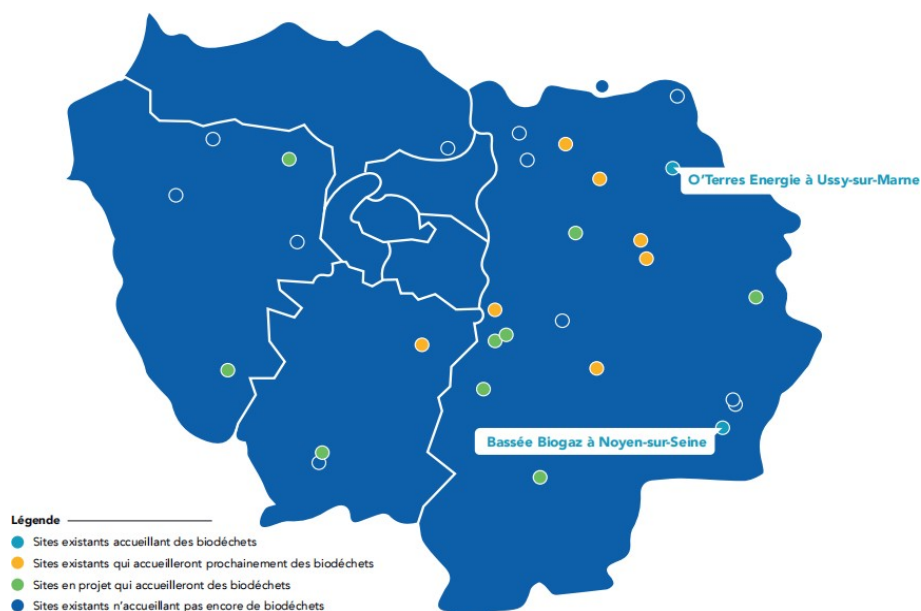 O'Terres Energie à Ussy-sur-Marne
Bassée Biogaz à Noyen-sur-Seine
Légende
Sites existants accueillant des biodéchets
Sites existants qui accueilleront prochainement des biodéchets
Sites en projet qui accueilleront des biodéchets
Sites existants n'accueillant pas encore de biodéchets